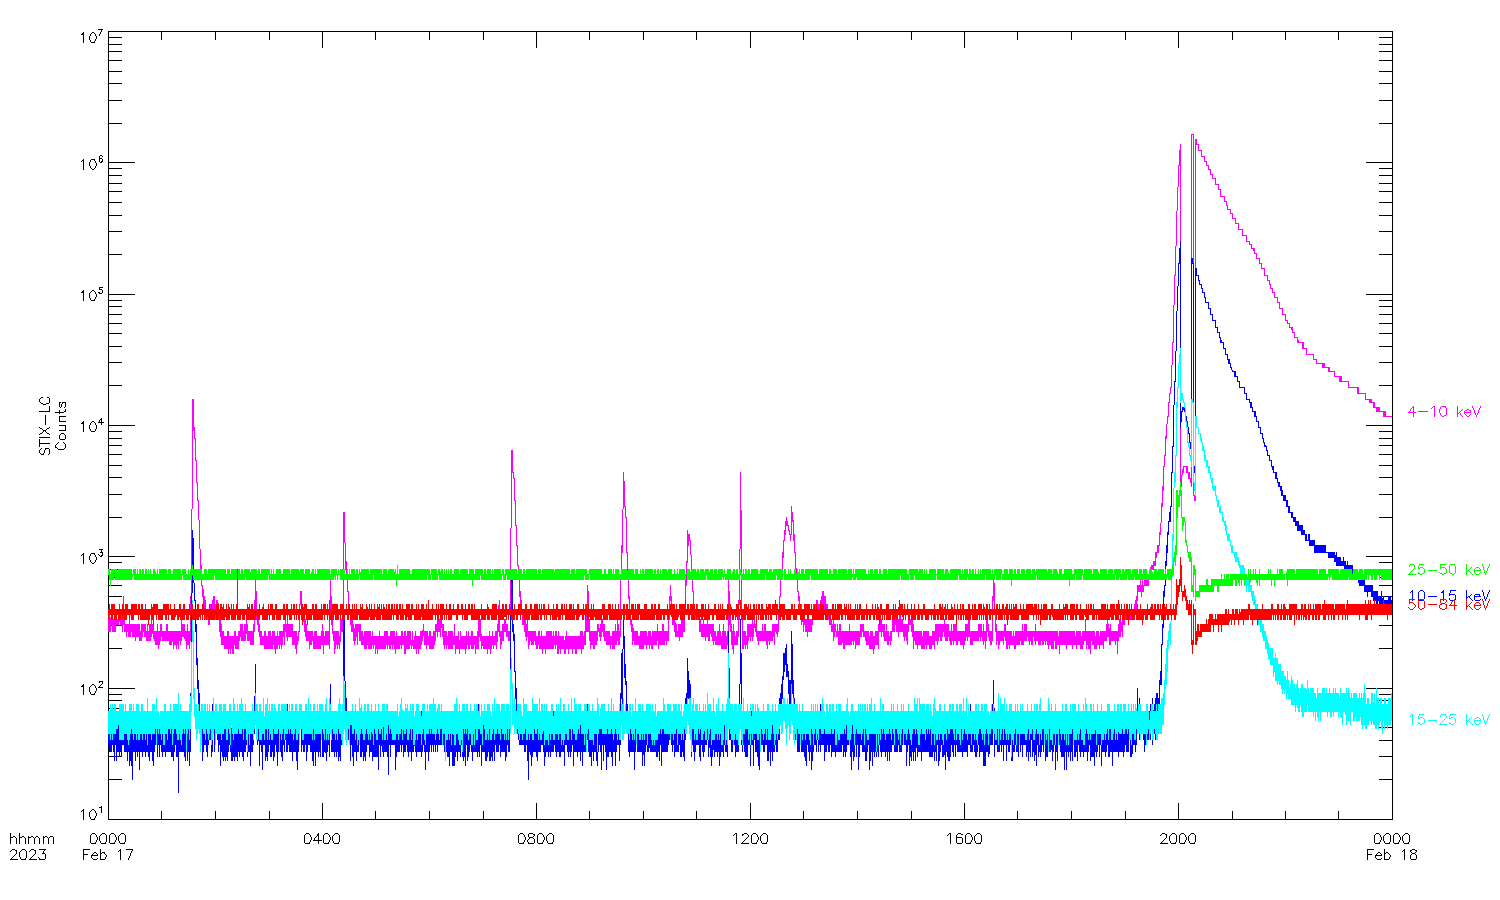 10⁷
10⁶
10⁵
10⁴
10³
10²
10¹
STIX-LC
Counts
4-10 keV
25-50 keV
10-15 keV
50-84 keV
15-25 keV
hhmm 0000 0400 0800 1200 1600 2000 0000
2023 Feb 17 Feb 18